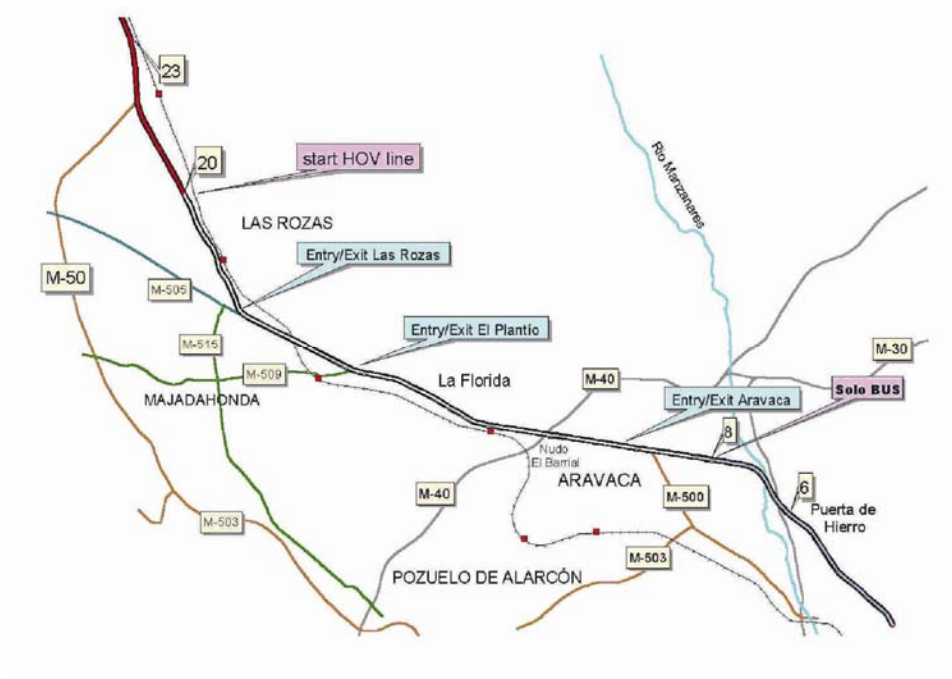 23
20
start HOV line
Rio Manzanares
LAS ROZAS
Entry/Exit Las Rozas
M-50
M-505
Entry/Exit El Plantío
M-515
M-30
M-509
La Florida
M-40
MAJADAHONDA
Entry/Exit Aravaca
Solo BUS
8
Nudo
El Barrial
ARAVACA
M-40
M-500
6
Puerta de
Hierro
M-503
M-503
POZUELO DE ALARCÓN